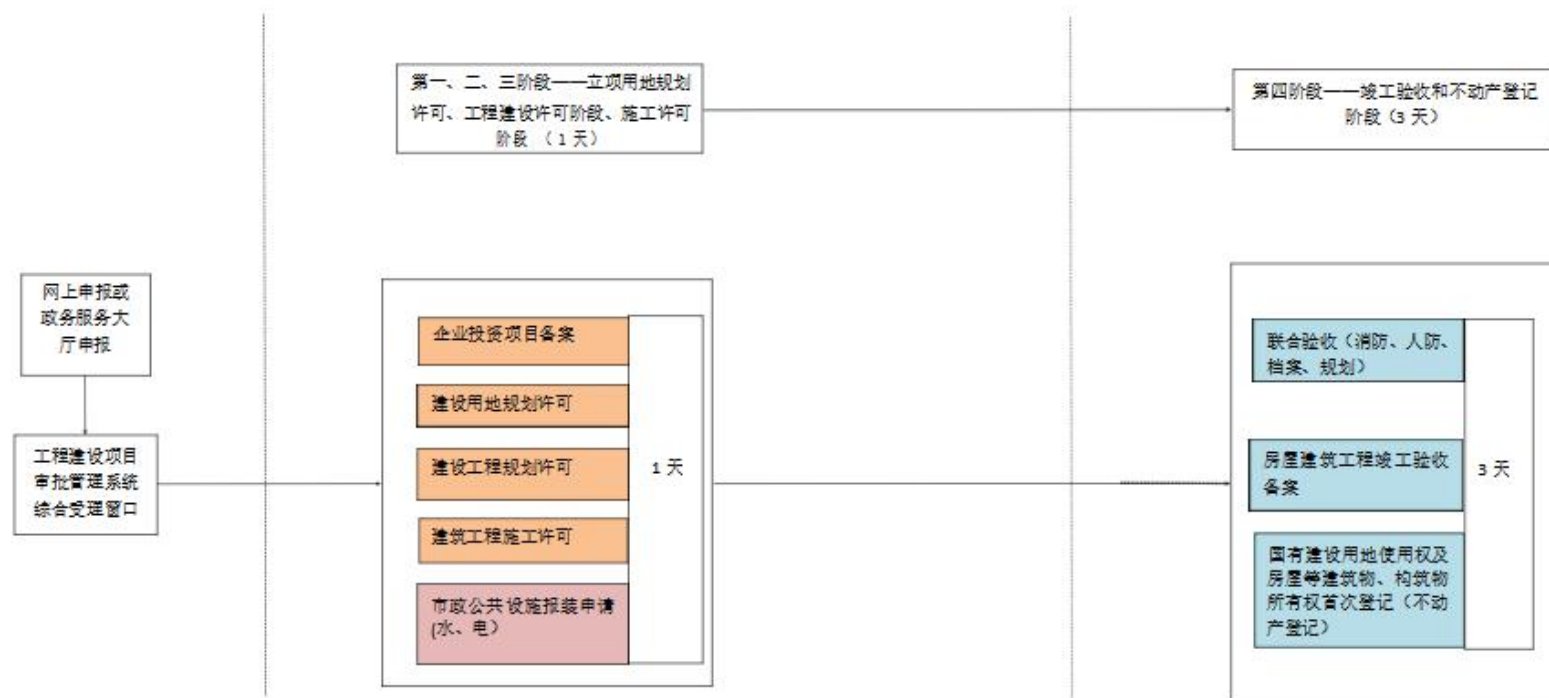 第一、二、三阶段——立项用地规划
许可、工程建设许可阶段、施工许可
阶段 （1 天）
第四阶段——竣工验收和不动产登记
阶段（3 天）
网上申报或
政务服务大
厅申报
工程建设项目
审批管理系统
综合受理窗口
企业投资项目备案
建设用地规划许可
建设工程规划许可
建筑工程施工许可
市政公共设施报装申请
(水、电）
1 天
联合验收（消防、人防、
档案、规划）
房屋建筑工程竣工验收
备案
国有建设用地使用权及
房屋等建筑物、构筑物
所有权首次登记（不动
产登记）
3 天